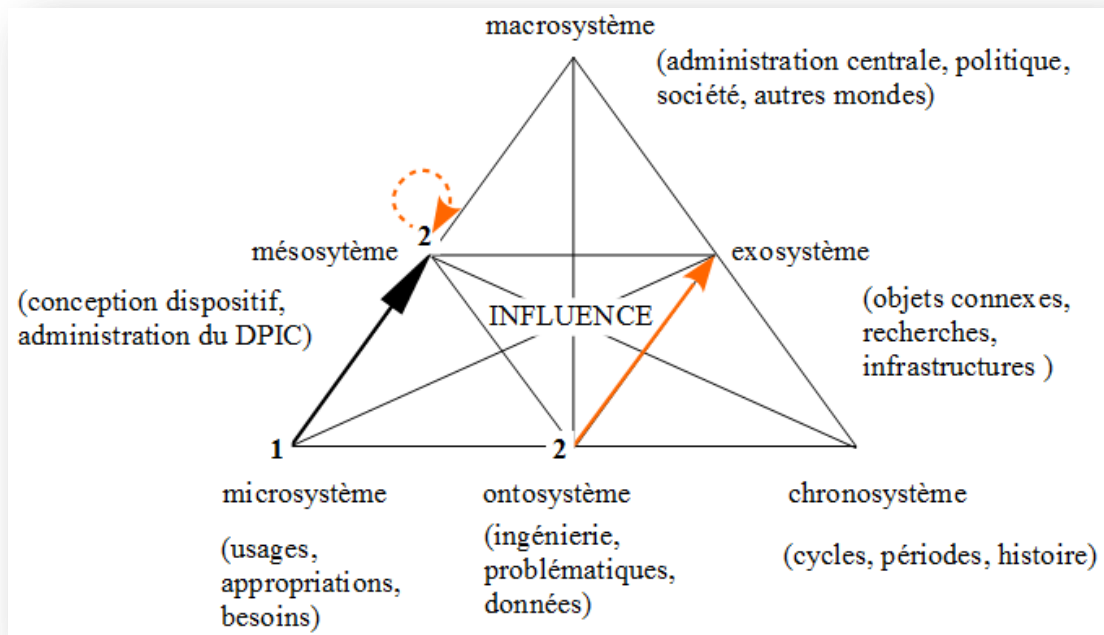 macrosystème
(administration centrale, politique,
société, autres mondes)
2
mésosytème
exosystème
(conception dispositif,
administration du DPIC)
INFLUENCE
(objets connexes,
recherches,
infrastructures )
1
2
microsystème
ontosystème
chronosystème
(usages,
appropriations,
besoins)
(ingénierie,
problématiques,
données)
(cycles, périodes, histoire)